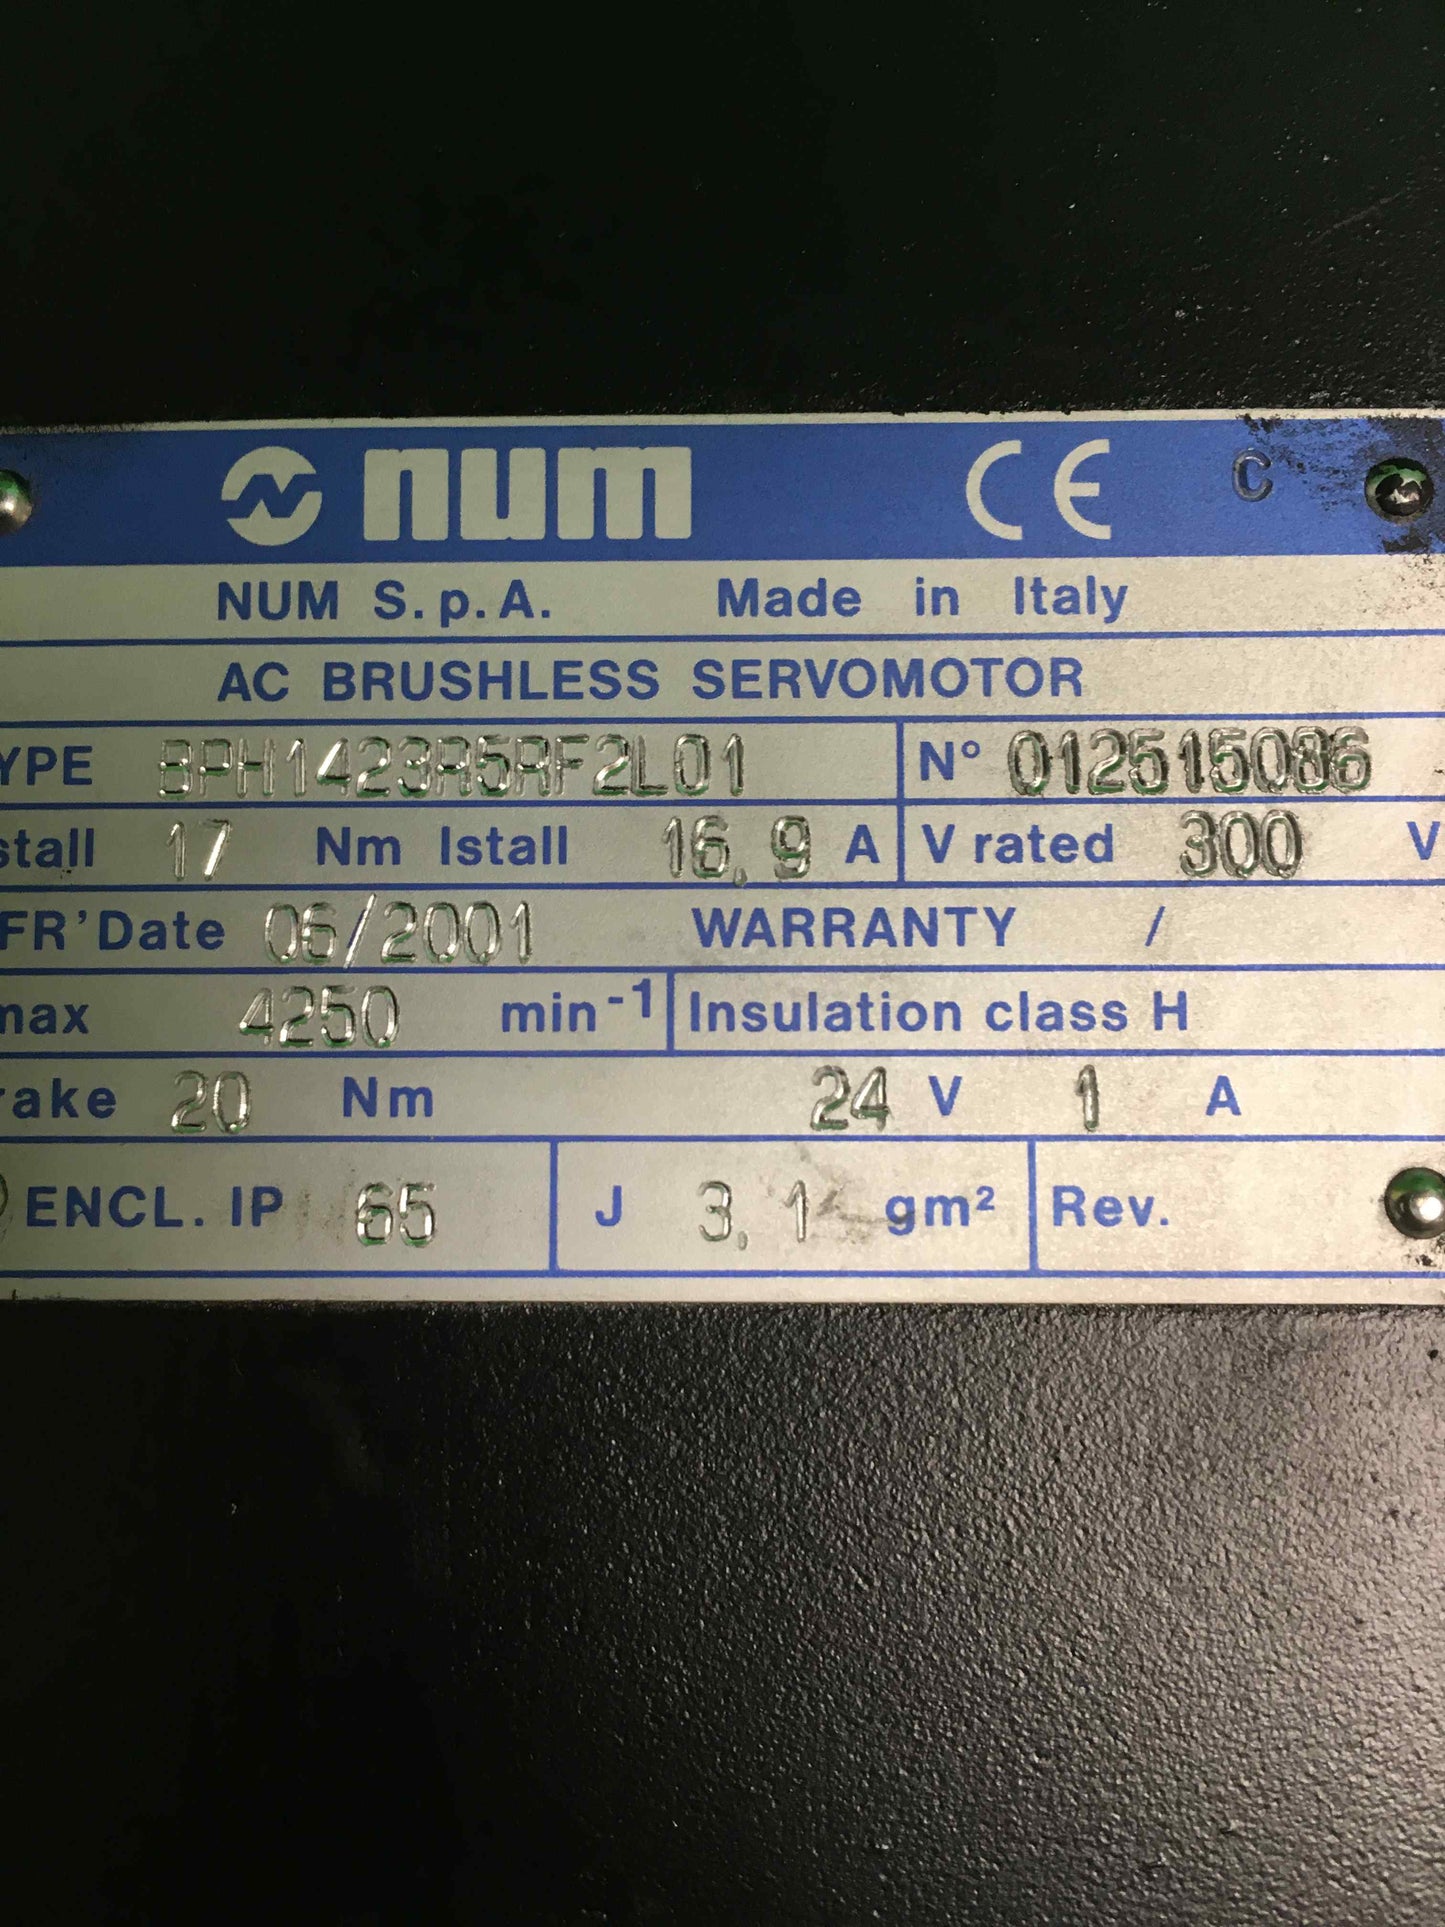 num CE C
NUM S.p.A. Made in Italy
AC BRUSHLESS SERVOMOTOR
YPE BPH1423R5RF2L01 N° 012515086
stall 17 Nm Istall 16,9 A V rated 300 V
FR'Date 06/2001 WARRANTY /
max 4250 min-1 Insulation class H
rake 20 Nm 24 V 1 A
ENCL. IP 65 J 3,1 gm² Rev.